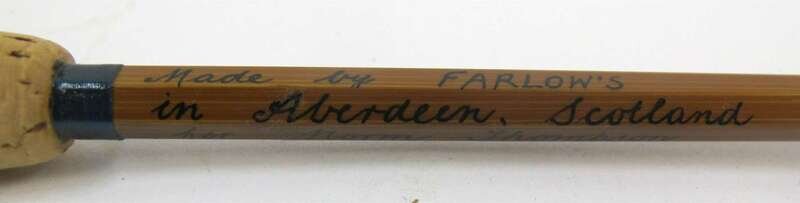 Made by FARLOW'S
in Aberdeen. Scotland